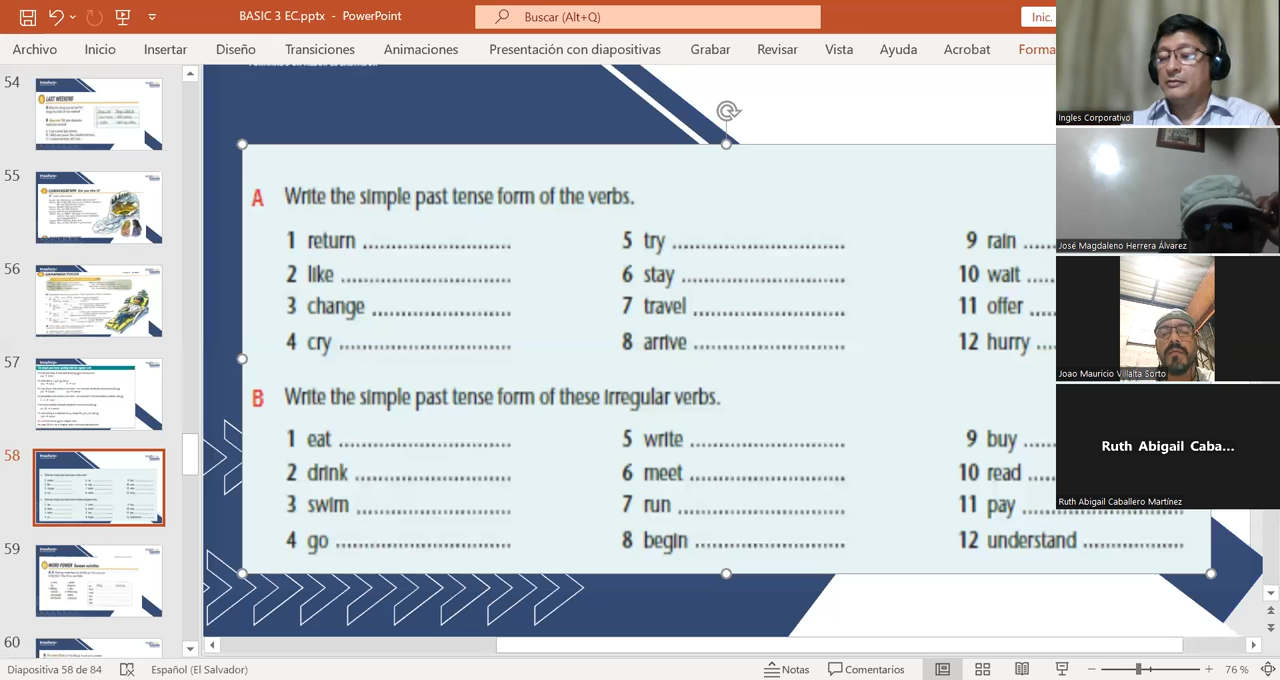 BASIC 3 EC.pptx - PowerPoint
Buscar (Alt+Q)
Inic.
Archivo Inicio Insertar Diseño Transiciones Animaciones Presentación con diapositivas Grabar Revisar Vista Ayuda Acrobat Forma
Ingles Corporativo
José Magdaleno Herrera Álvarez
Joao Mauricio Villalta Sorto
Ruth Abigail Caba...
Ruth Abigail Caballero Martínez
54
LAST WEEKEND
55
CONVERSATION
56
57
58
59
WORD POWER
60
A Write the simple past tense form of the verbs.
1 return ........................ 5 try ........................ 9 rain .....
2 like ........................ 6 stay ........................ 10 wait ....
3 change ........................ 7 travel ........................ 11 offer ....
4 cry ........................ 8 arrive ........................ 12 hurry ....
B Write the simple past tense form of these irregular verbs.
1 eat ........................ 5 write ........................ 9 buy ....
2 drink ........................ 6 meet ........................ 10 read ....
3 swim ........................ 7 run ........................ 11 pay ........................
4 go ........................ 8 begin ........................ 12 understand ................
Diapositiva 58 de 84 Español (El Salvador) Notas Comentarios 76 %